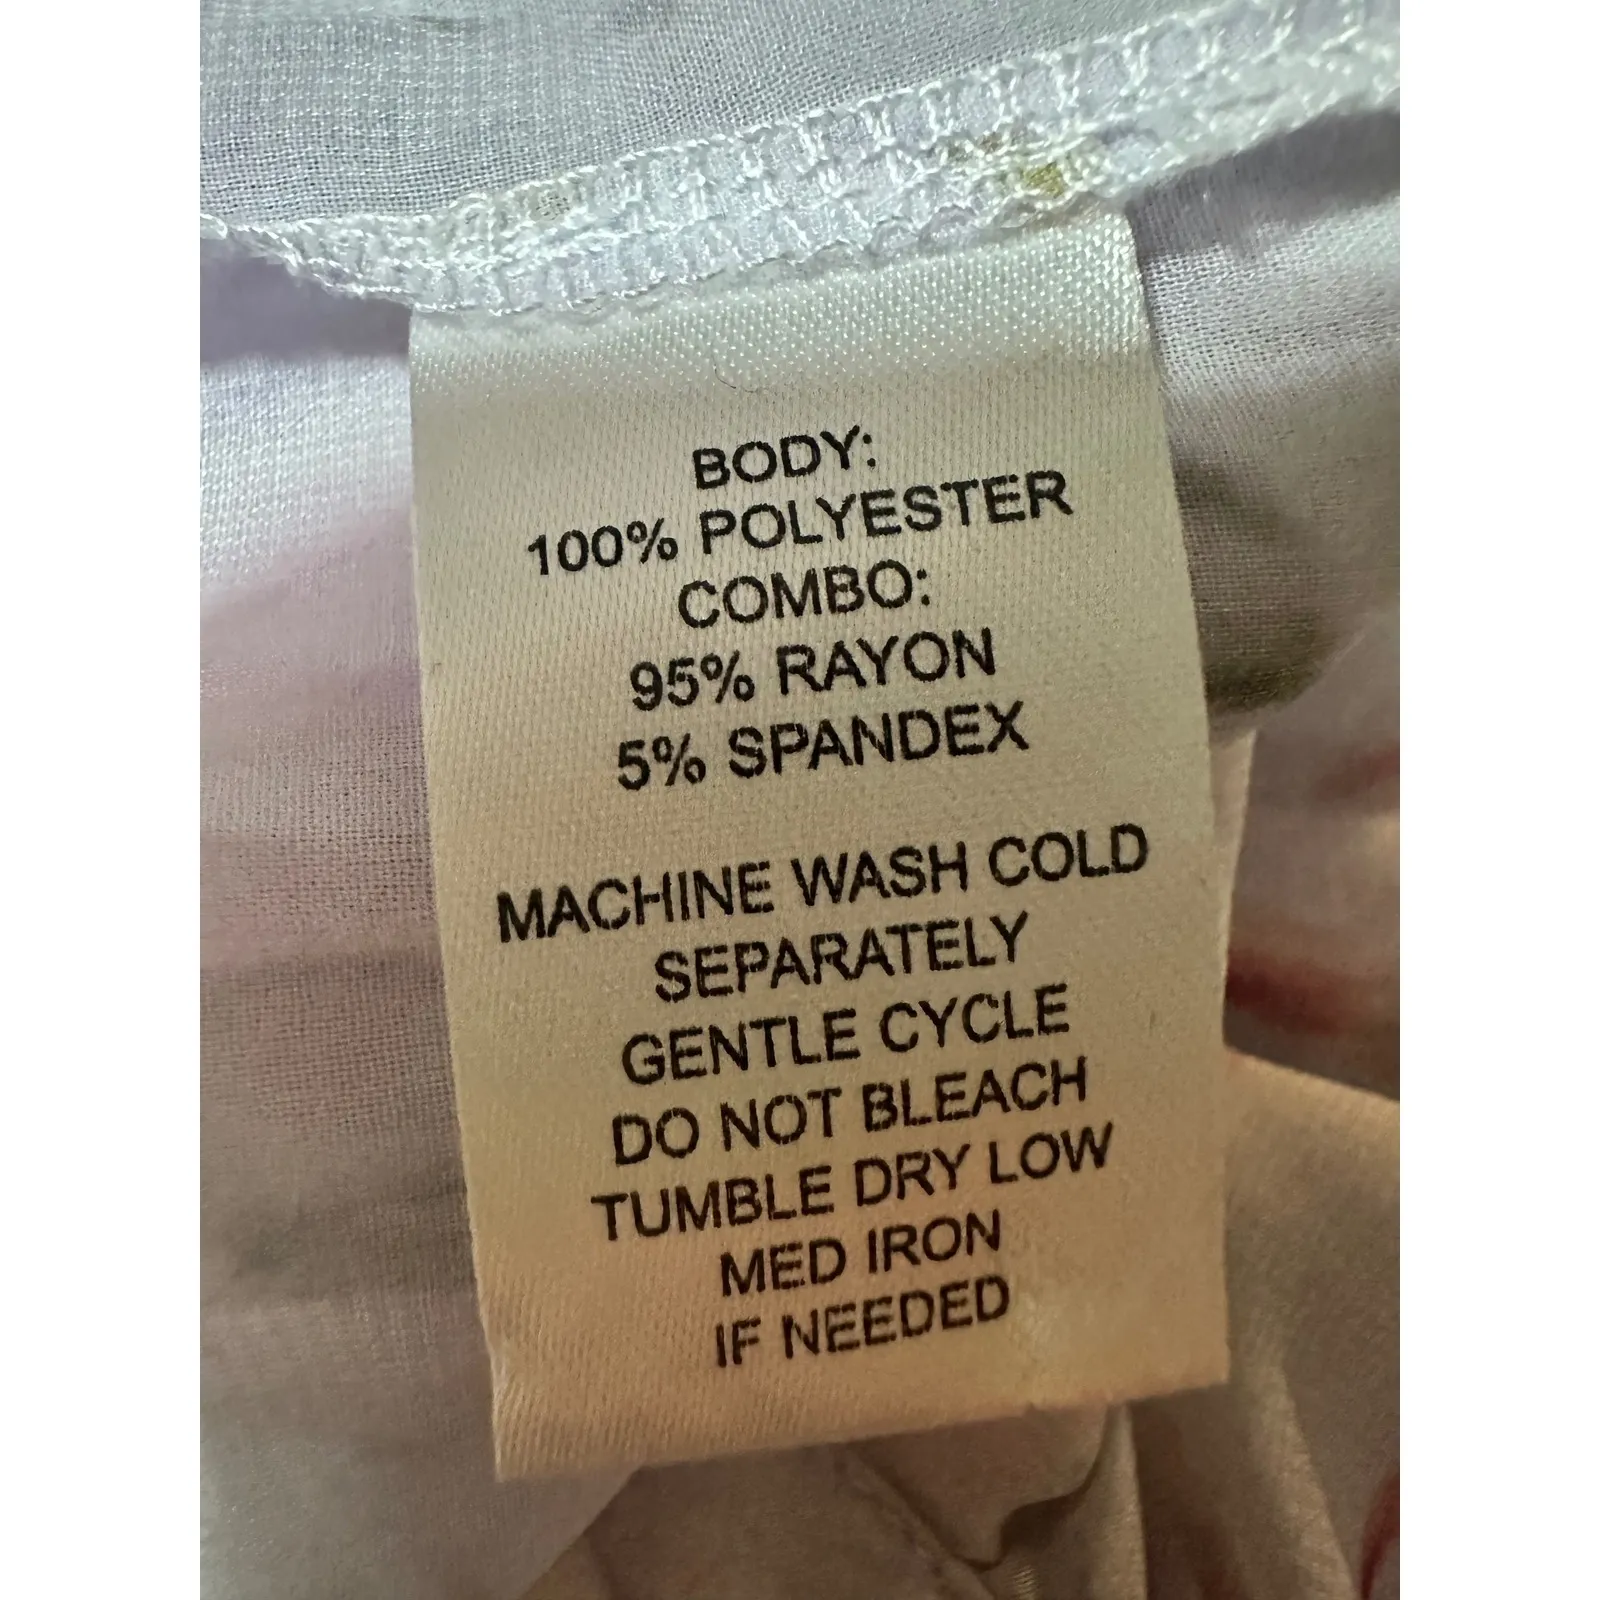 BODY:
100% POLYESTER
COMBO:
95% RAYON
5% SPANDEX
MACHINE WASH COLD
SEPARATELY
GENTLE CYCLE
DO NOT BLEACH
TUMBLE DRY LOW
MED IRON
IF NEEDED